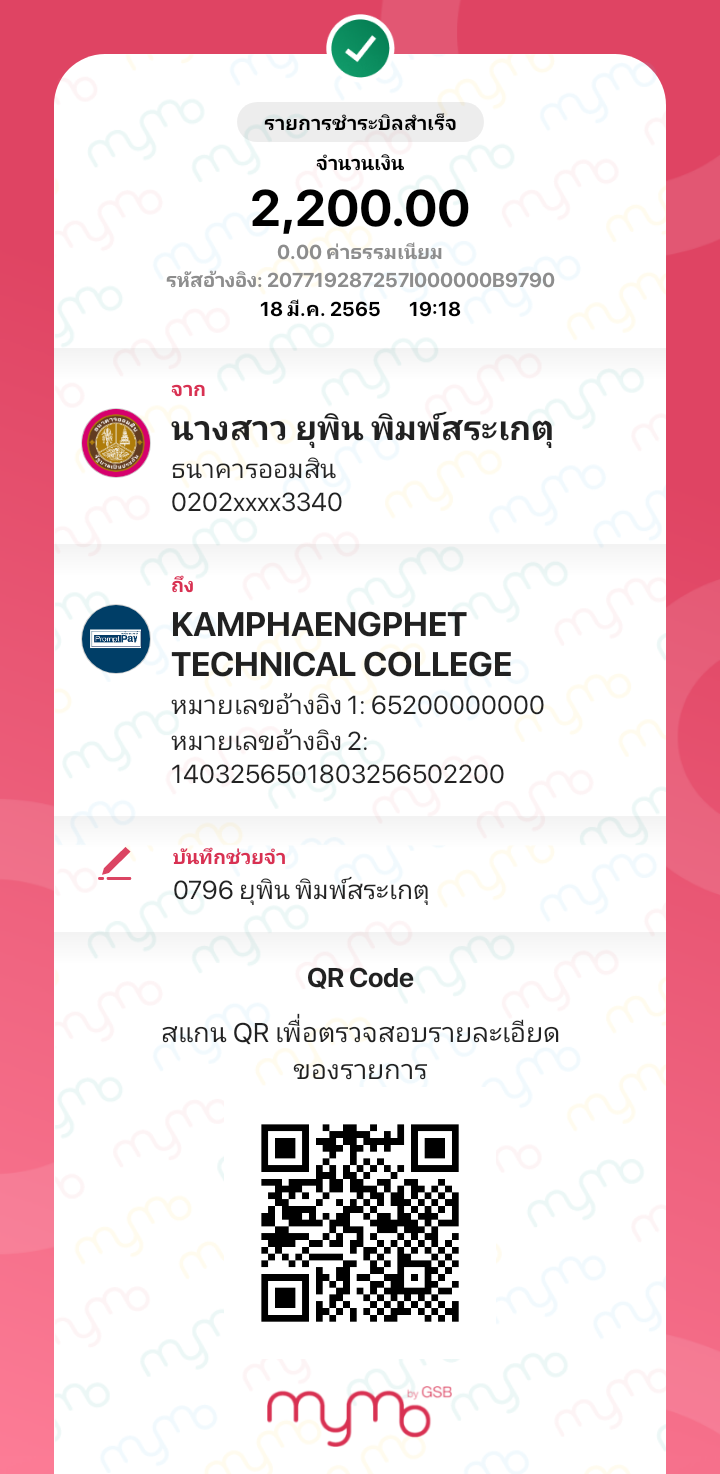 รายการชำระบิลสำเร็จ
จำนวนเงิน
2,200.00
0.00 ค่าธรรมเนียม
รหัสอ้างอิง: 207719287257I000000B9790
18 มี.ค. 2565 19:18
จาก
นางสาว ยุพิน พิมพ์สระเกตุ
ธนาคารออมสิน
0202xxxx3340
ถึง
PromptPay
KAMPHAENGPHET
TECHNICAL COLLEGE
หมายเลขอ้างอิง 1: 65200000000
หมายเลขอ้างอิง 2:
1403256501803256502200
บันทึกช่วยจำ
0796 ยุพิน พิมพ์สระเกตุ
QR Code
สแกน QR เพื่อตรวจสอบรายละเอียด
ของรายการ
mymo by GSB